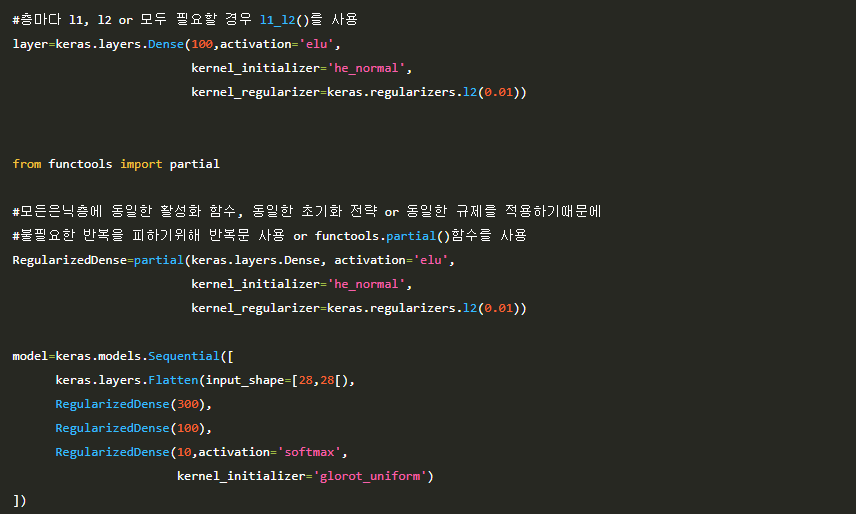 #층마다 l1, l2 or 모두 필요할 경우 l1_l2()를 사용
layer=keras.layers.Dense(100,activation='elu',
                         kernel_initializer='he_normal',
                         kernel_regularizer=keras.regularizers.l2(0.01))
from functools import partial
#모든은닉층에 동일한 활성화 함수, 동일한 초기화 전략 or 동일한 규제를 적용하기때문에
#불필요한 반복을 피하기위해 반복문 사용 or functools.partial()함수를 사용
RegularizedDense=partial(keras.layers.Dense, activation='elu',
                         kernel_initializer='he_normal',
                         kernel_regularizer=keras.regularizers.l2(0.01))
model=keras.models.Sequential([
      keras.layers.Flatten(input_shape=[28,28[),
      RegularizedDense(300),
      RegularizedDense(100),
      RegularizedDense(10,activation='softmax',
                       kernel_initializer='glorot_uniform')
])